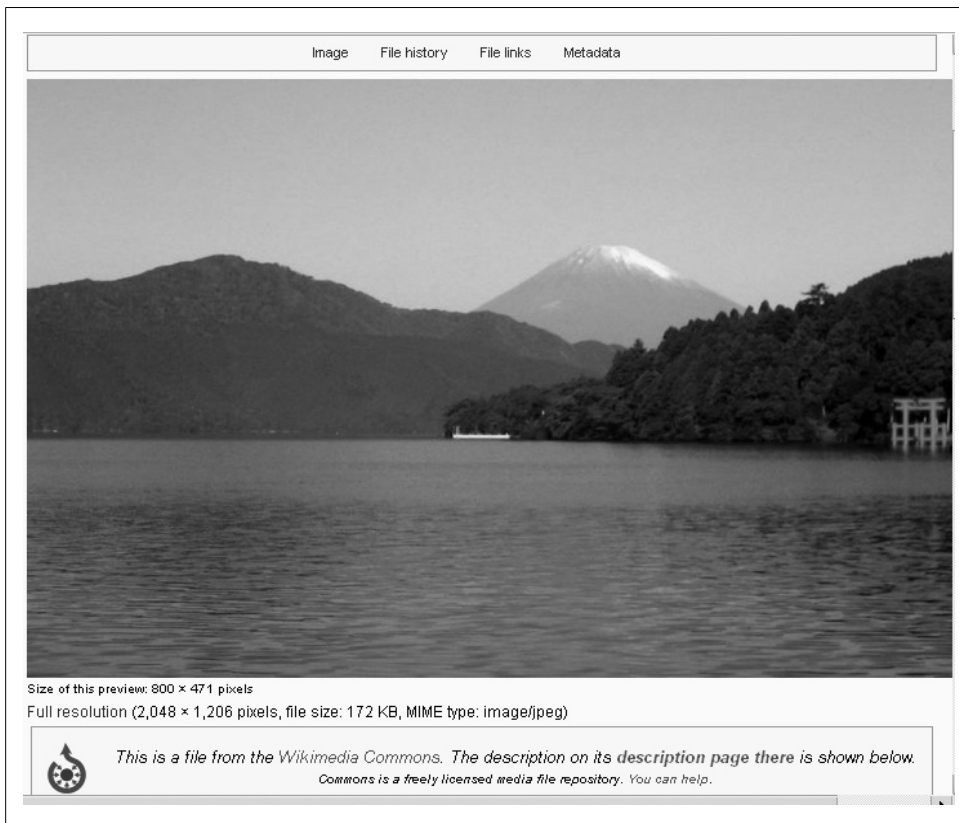 Image File history File links Metadata
Size of this preview: 800 × 471 pixels
Full resolution (2,048 × 1,206 pixels, file size: 172 KB, MIME type: image/jpeg)
This is a file from the Wikimedia Commons. The description on its description page there is shown below.
Commons is a freely licensed media file repository. You can help.